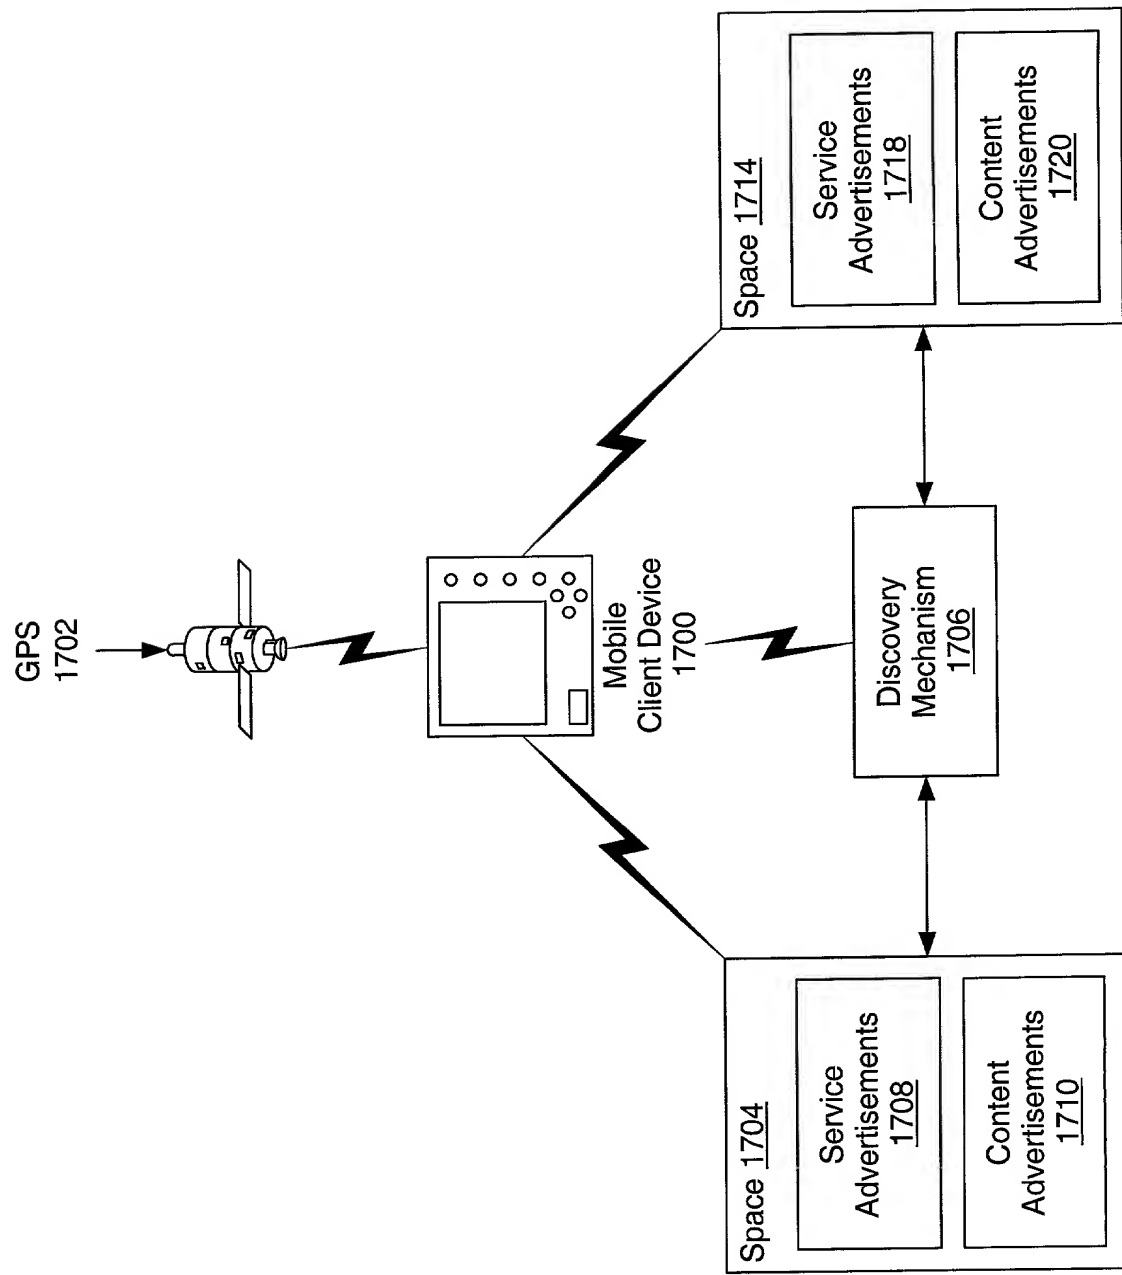 GPS
1702
Mobile
Client Device
1700
Discovery
Mechanism
1706
Space 1704
Service
Advertisements
1708
Content
Advertisements
1710
Space 1714
Service
Advertisements
1718
Content
Advertisements
1720